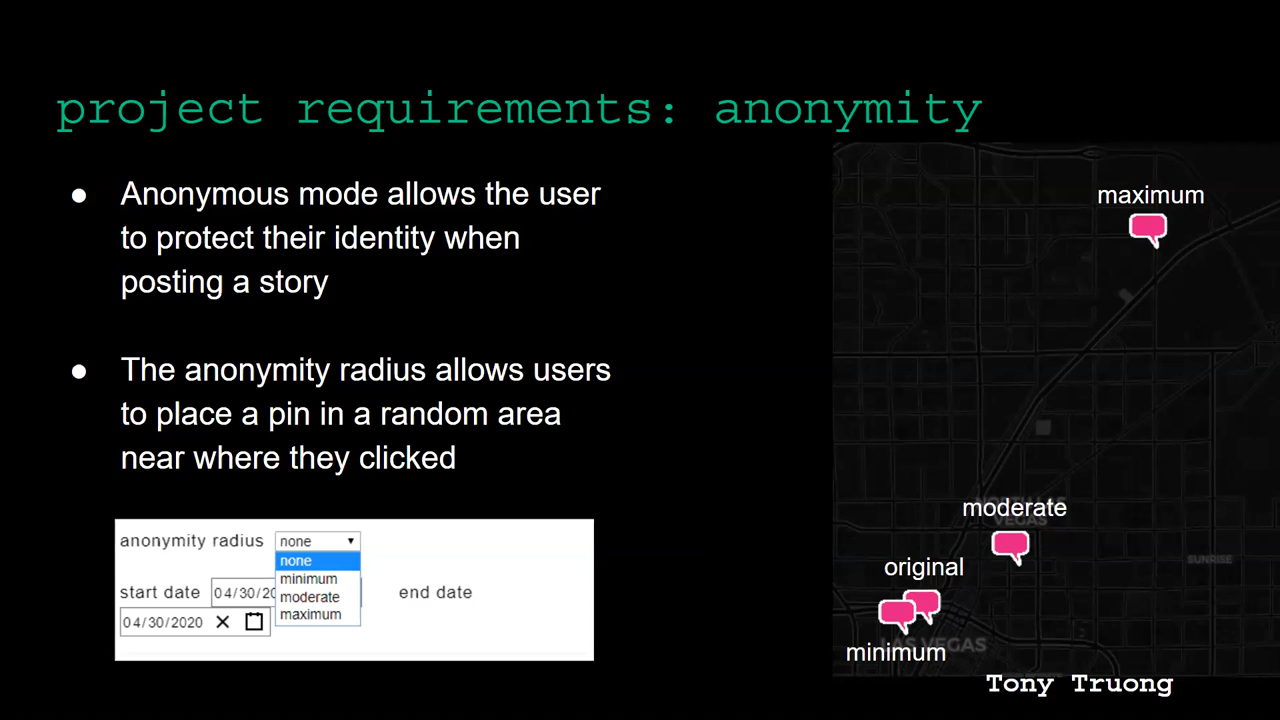 project requirements: anonymity
● Anonymous mode allows the user
to protect their identity when
posting a story
● The anonymity radius allows users
to place a pin in a random area
near where they clicked
anonymity radius none
none
minimum
moderate
maximum
start date 04/30/20
end date
04/30/2020
maximum
moderate
NORTH LAS
VEGAS
SUNRISE
original
LAS VEGAS
minimum
Tony Truong